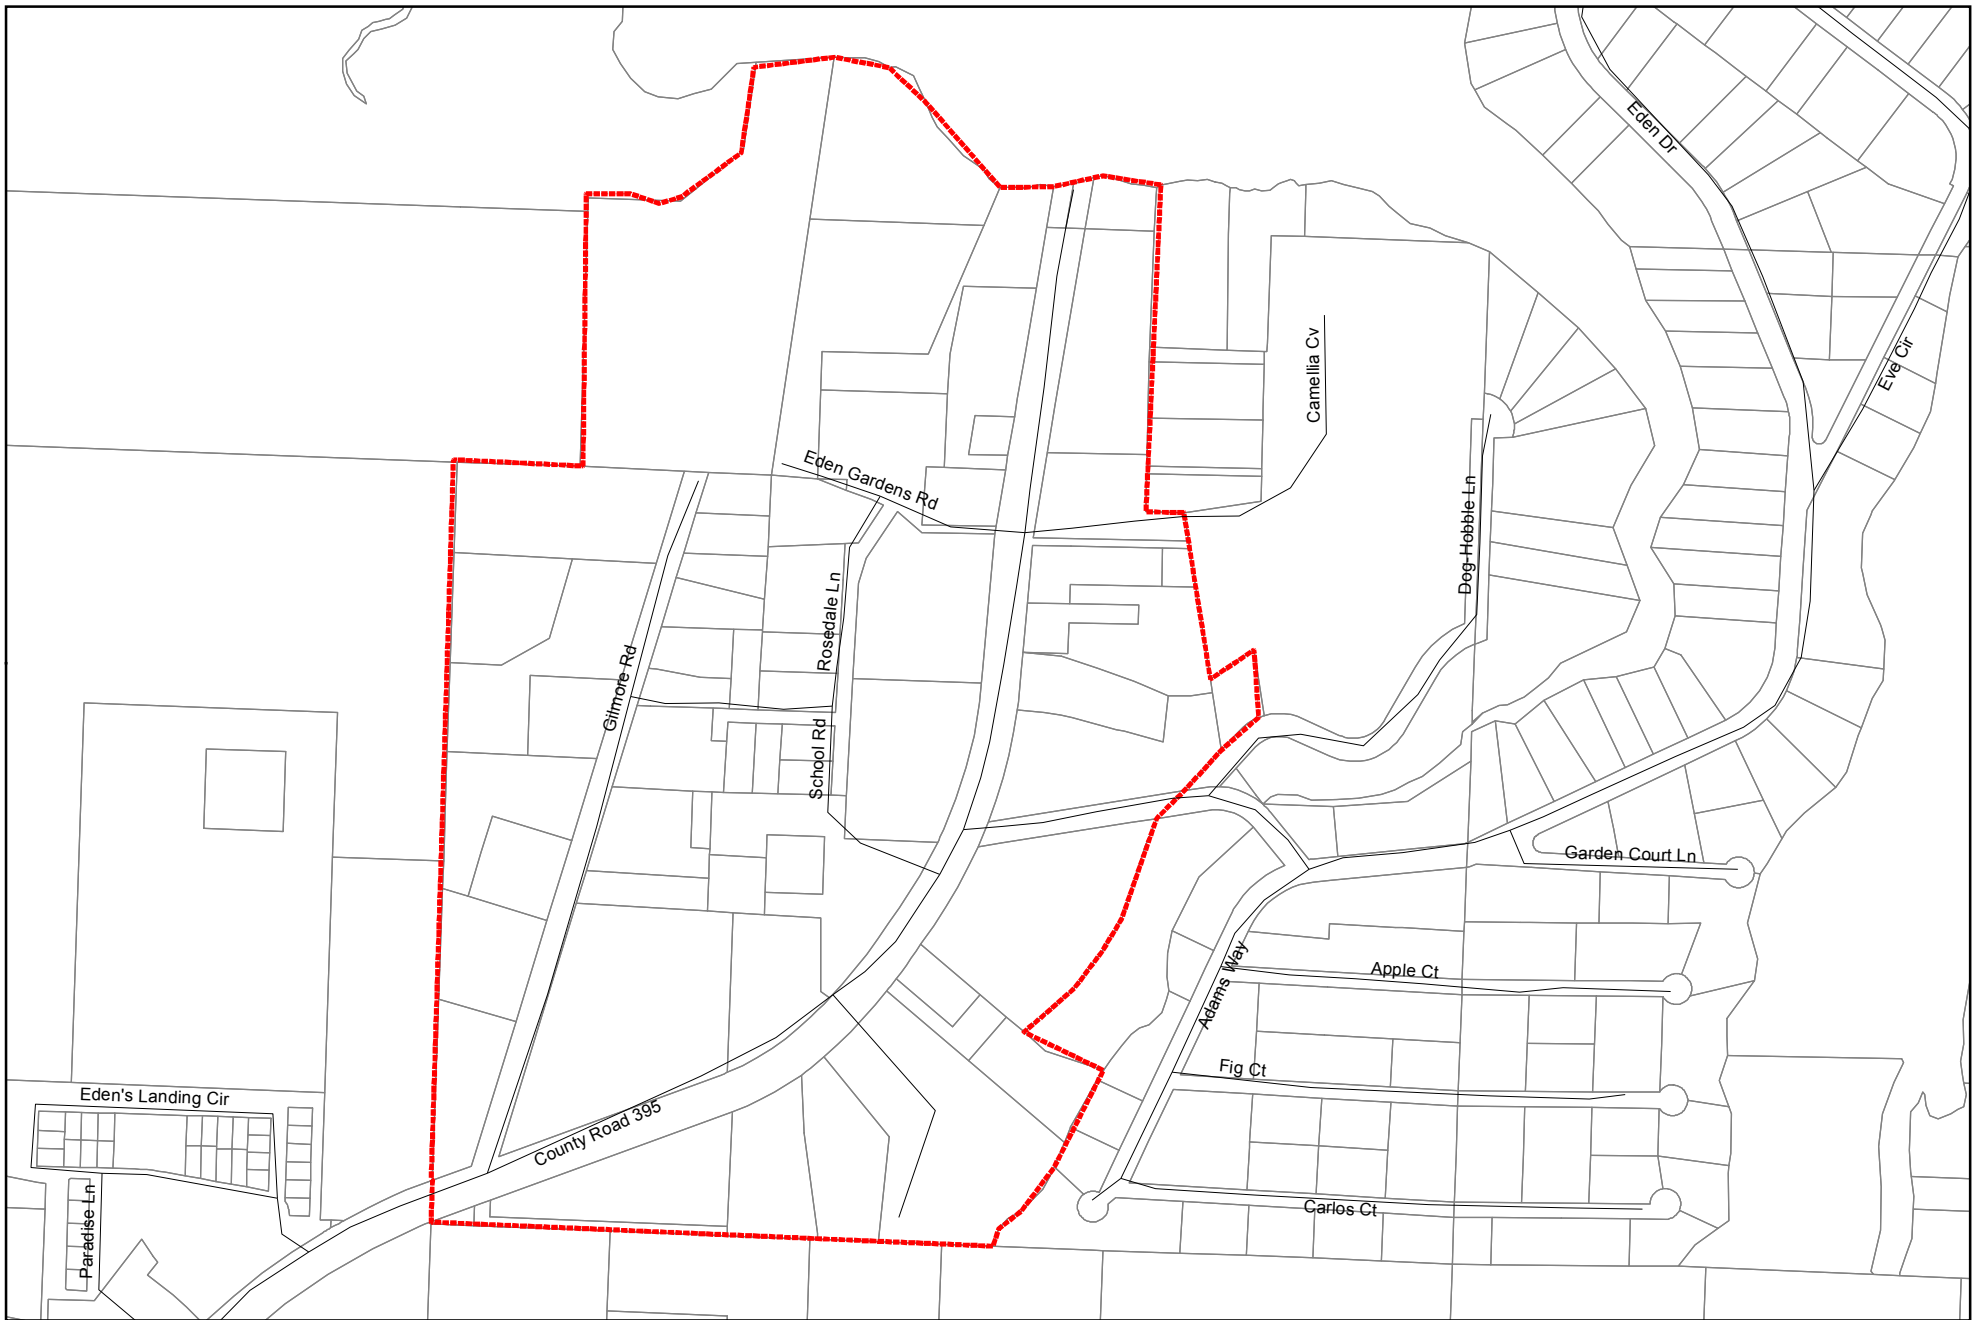 Eden Dr
Eve Cir
Camellia Cv
Eden Gardens Rd
Dog-Hobble Ln
Rosedale Ln
Gilmore Rd
School Rd
Garden Court Ln
Adams Way
Apple Ct
Fig Ct
Eden's Landing Cir
County Road 395
Paradise Ln
Carlos Ct